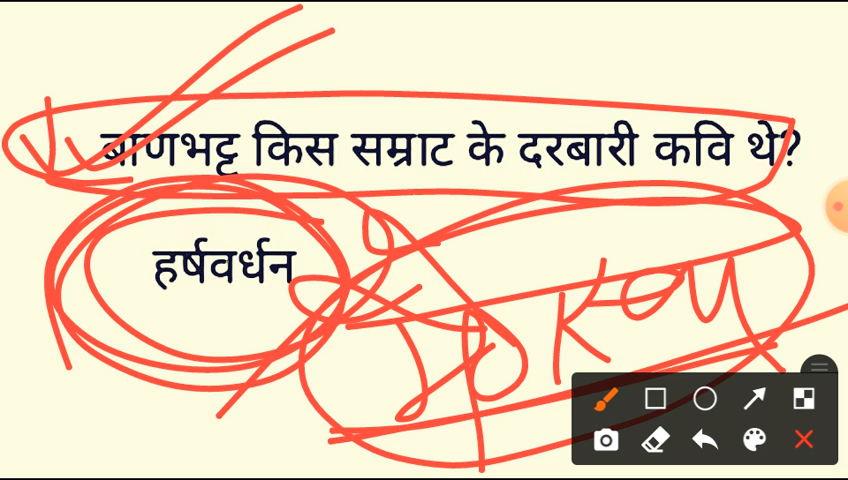 बाणभट्ट किस सम्राट के दरबारी कवि थे?
हर्षवर्धन